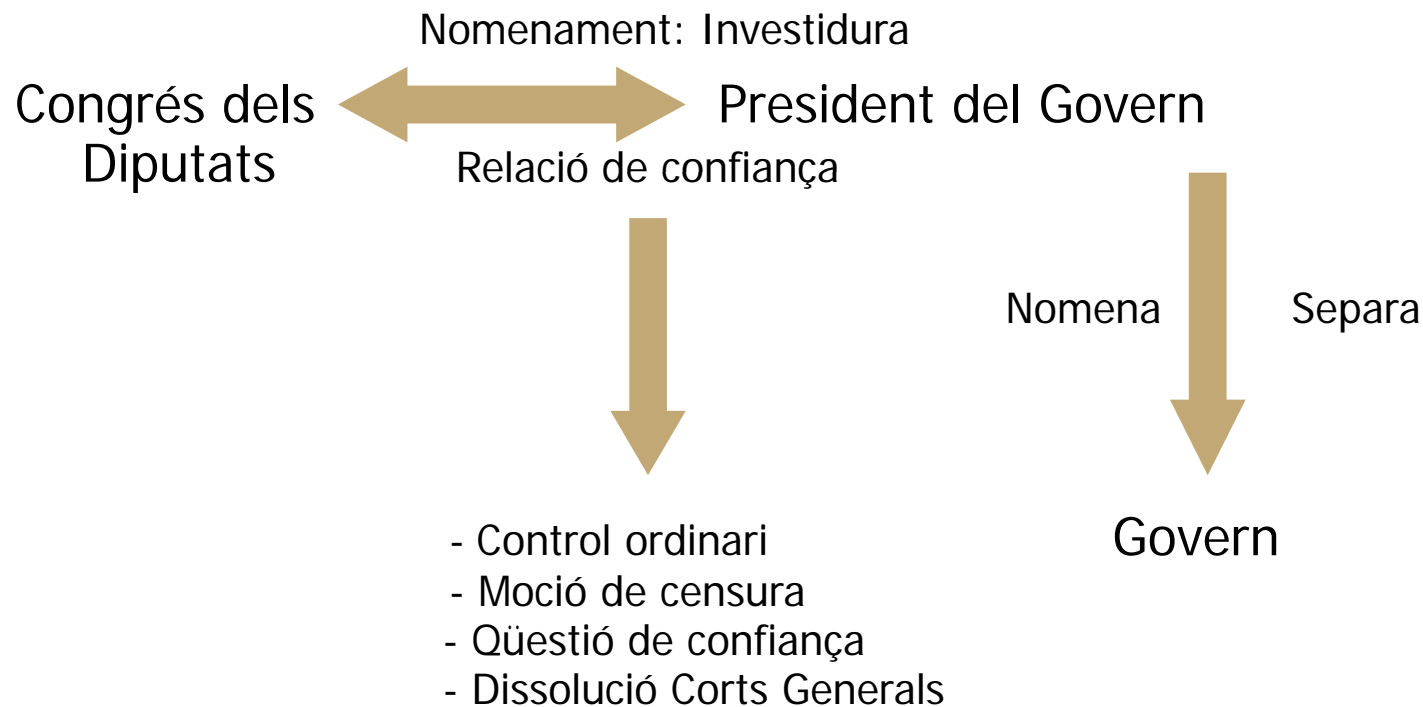 Nomenament: Investidura
Congrés dels
Diputats
President del Govern
Relació de confiança
Nomena
Separa
- Control ordinari
- Moció de censura
- Qüestió de confiança
- Dissolució Corts Generals
Govern